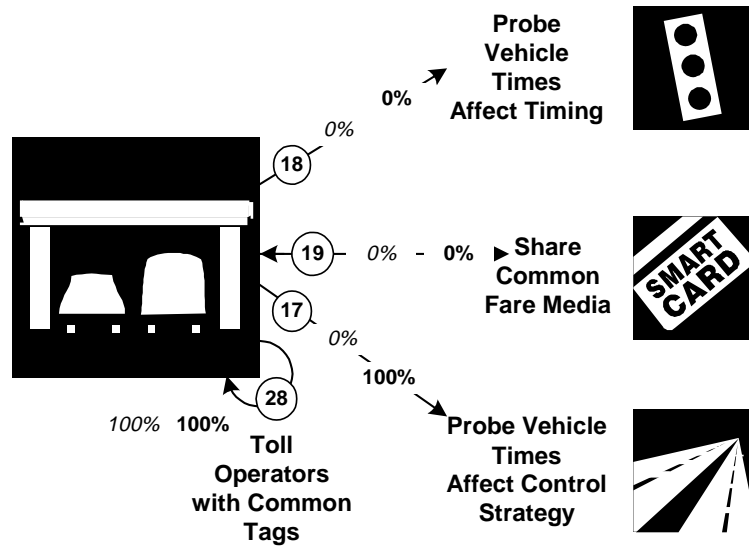 Probe
Vehicle
Times
Affect Timing
0%
0%
18
19
0%
0%
Share
Common
Fare Media
SMART
CARD
17
0%
100%
28
100% 100%
Toll
Operators
with Common
Tags
Probe Vehicle
Times
Affect Control
Strategy